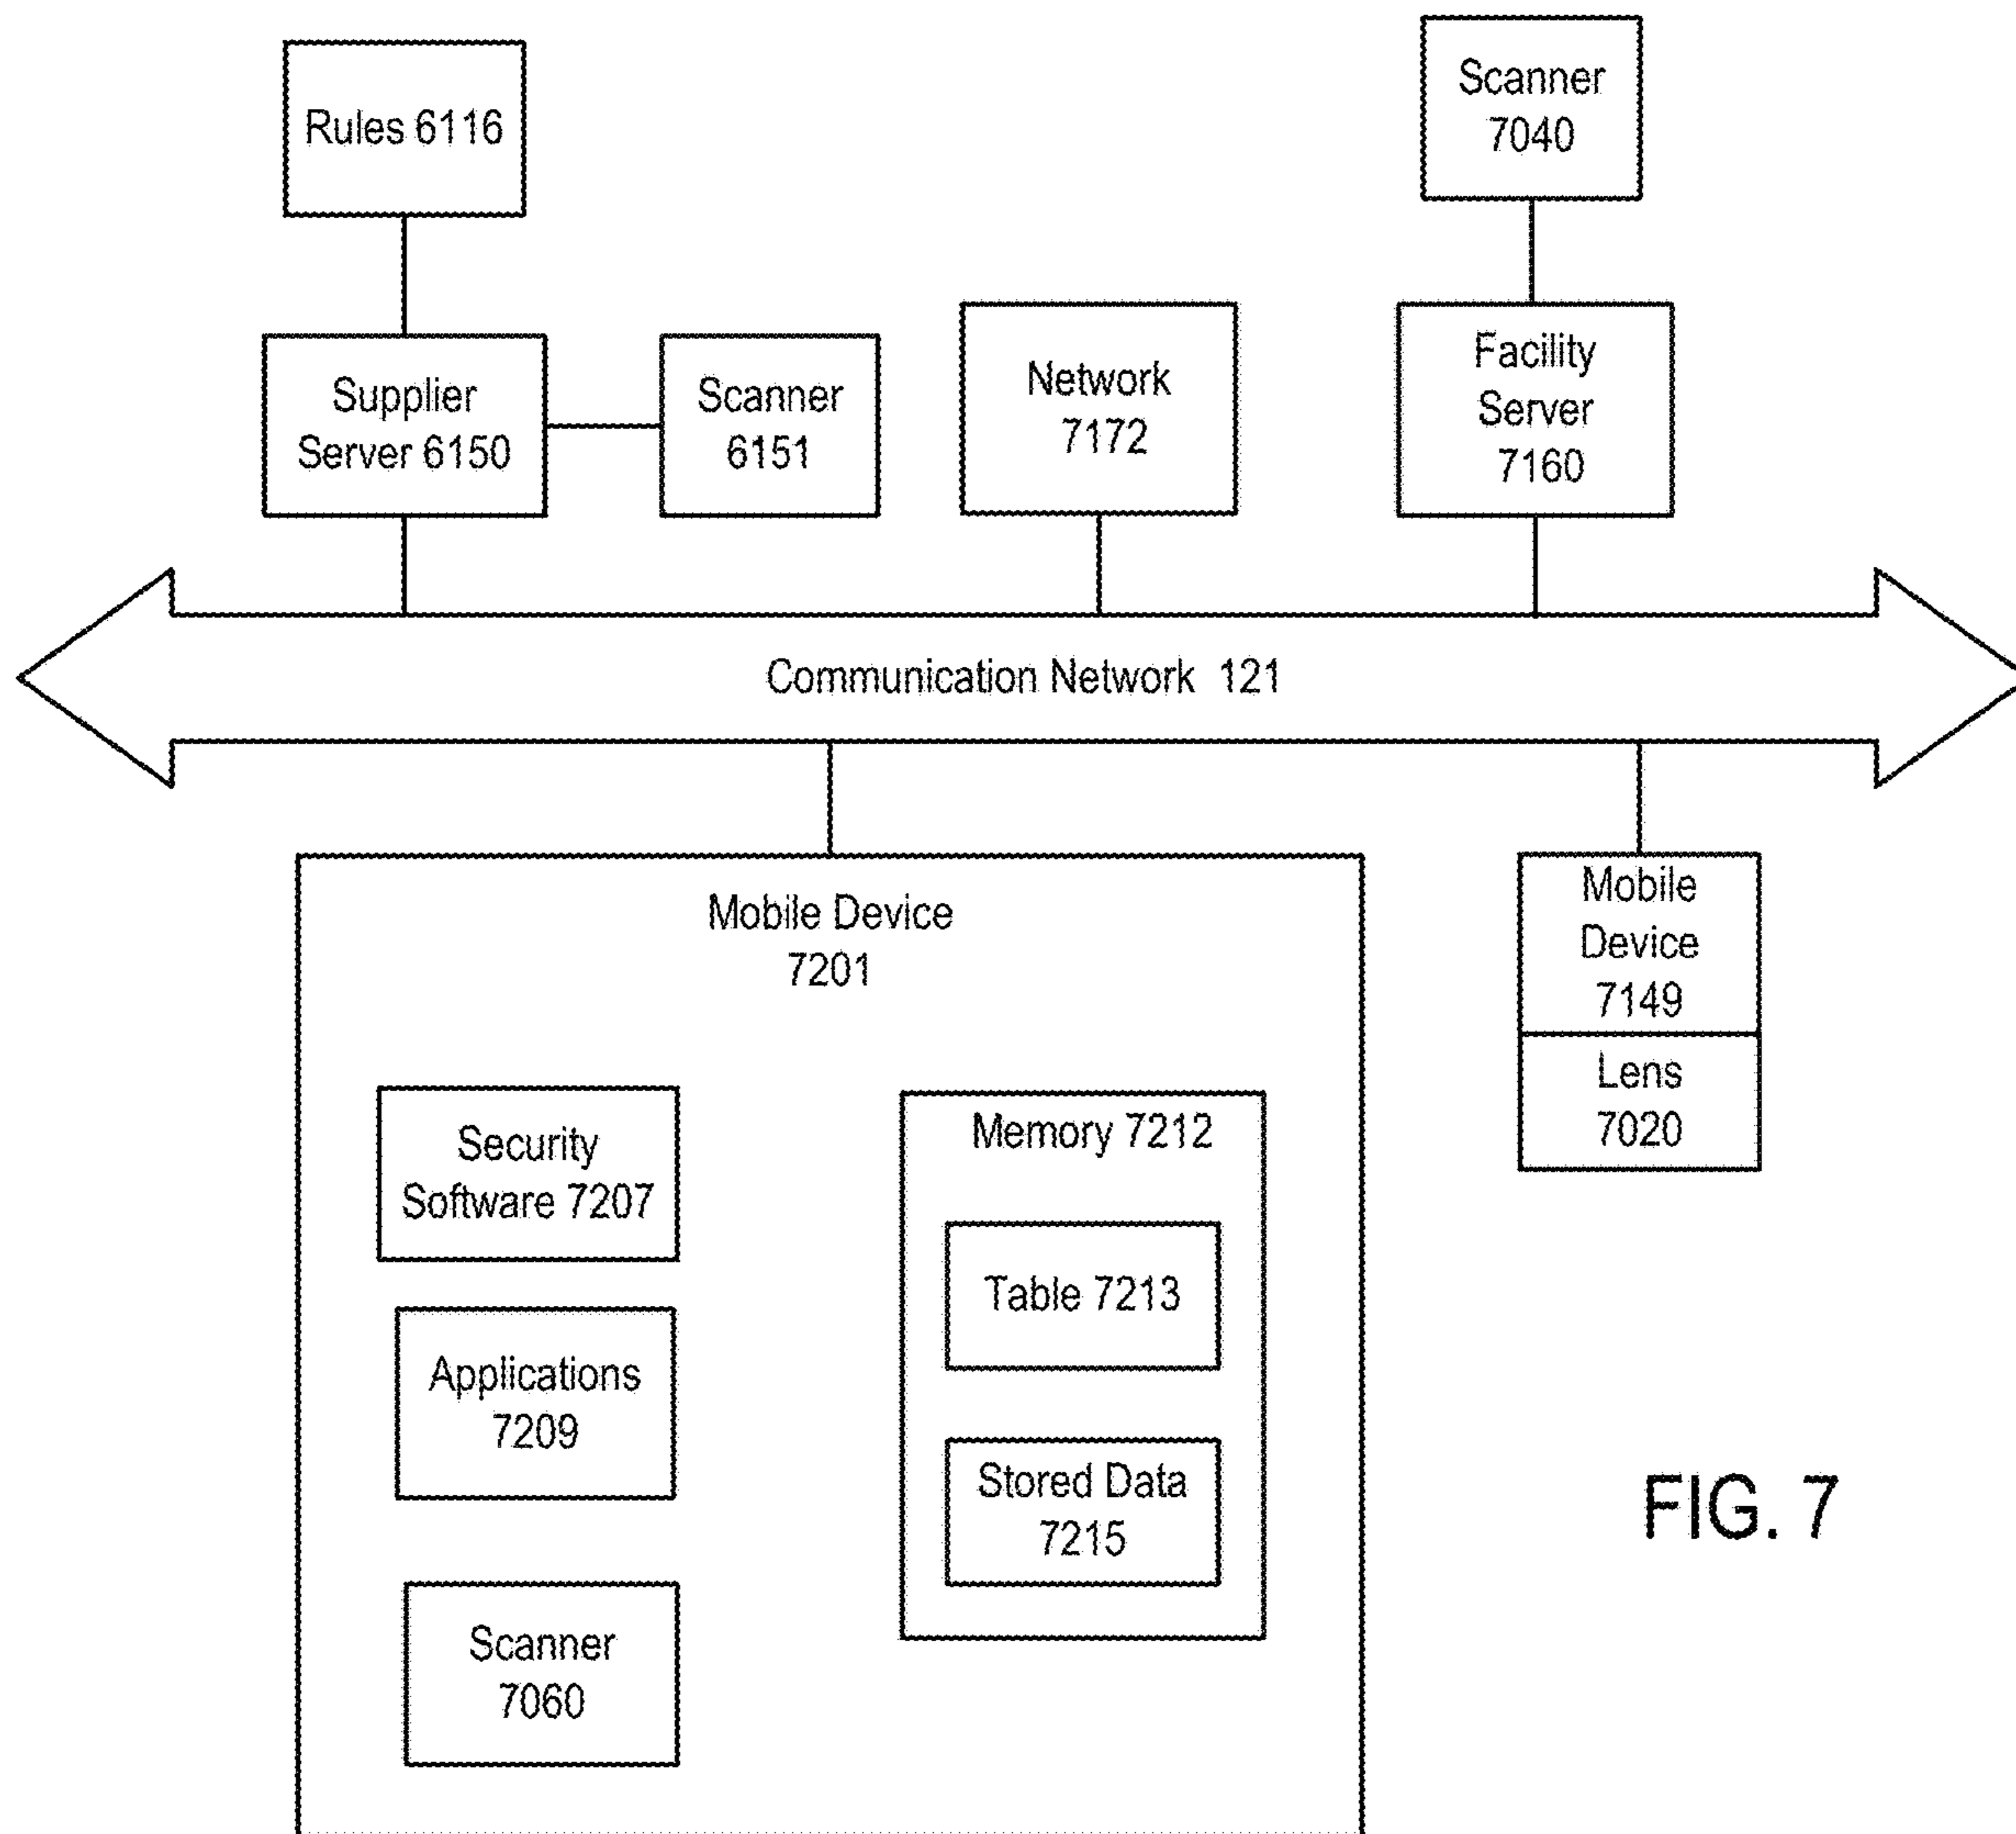 Rules 6116
Scanner
7040
Supplier
Server 6150
Scanner
6151
Network
7172
Facility
Server
7160
Communication Network 121
Mobile Device
7201
Mobile
Device
7149
Lens
7020
Security
Software 7207
Memory 7212
Table 7213
Applications
7209
Stored Data
7215
Scanner
7060
FIG. 7